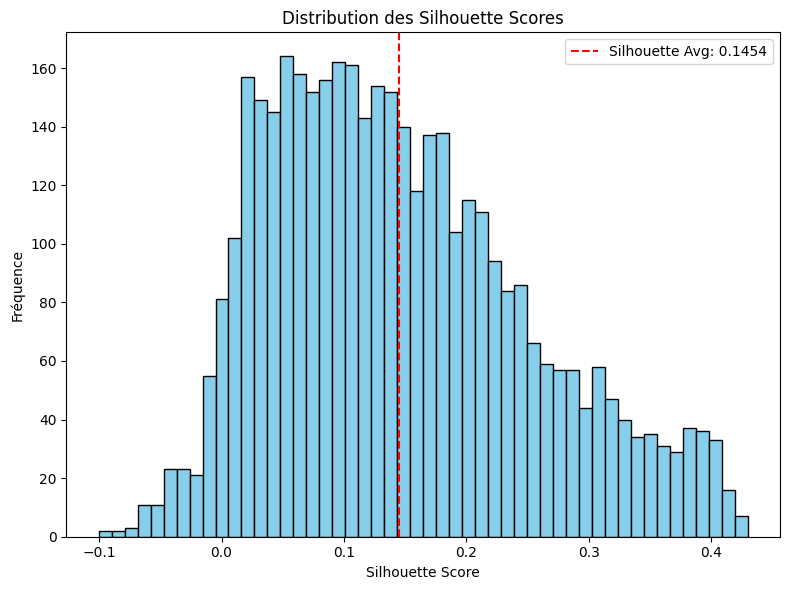 Distribution des Silhouette Scores
Silhouette Avg: 0.1454
Fréquence
160
140
120
100
80
60
40
20
0
−0.1 0.0 0.1 0.2 0.3 0.4
Silhouette Score